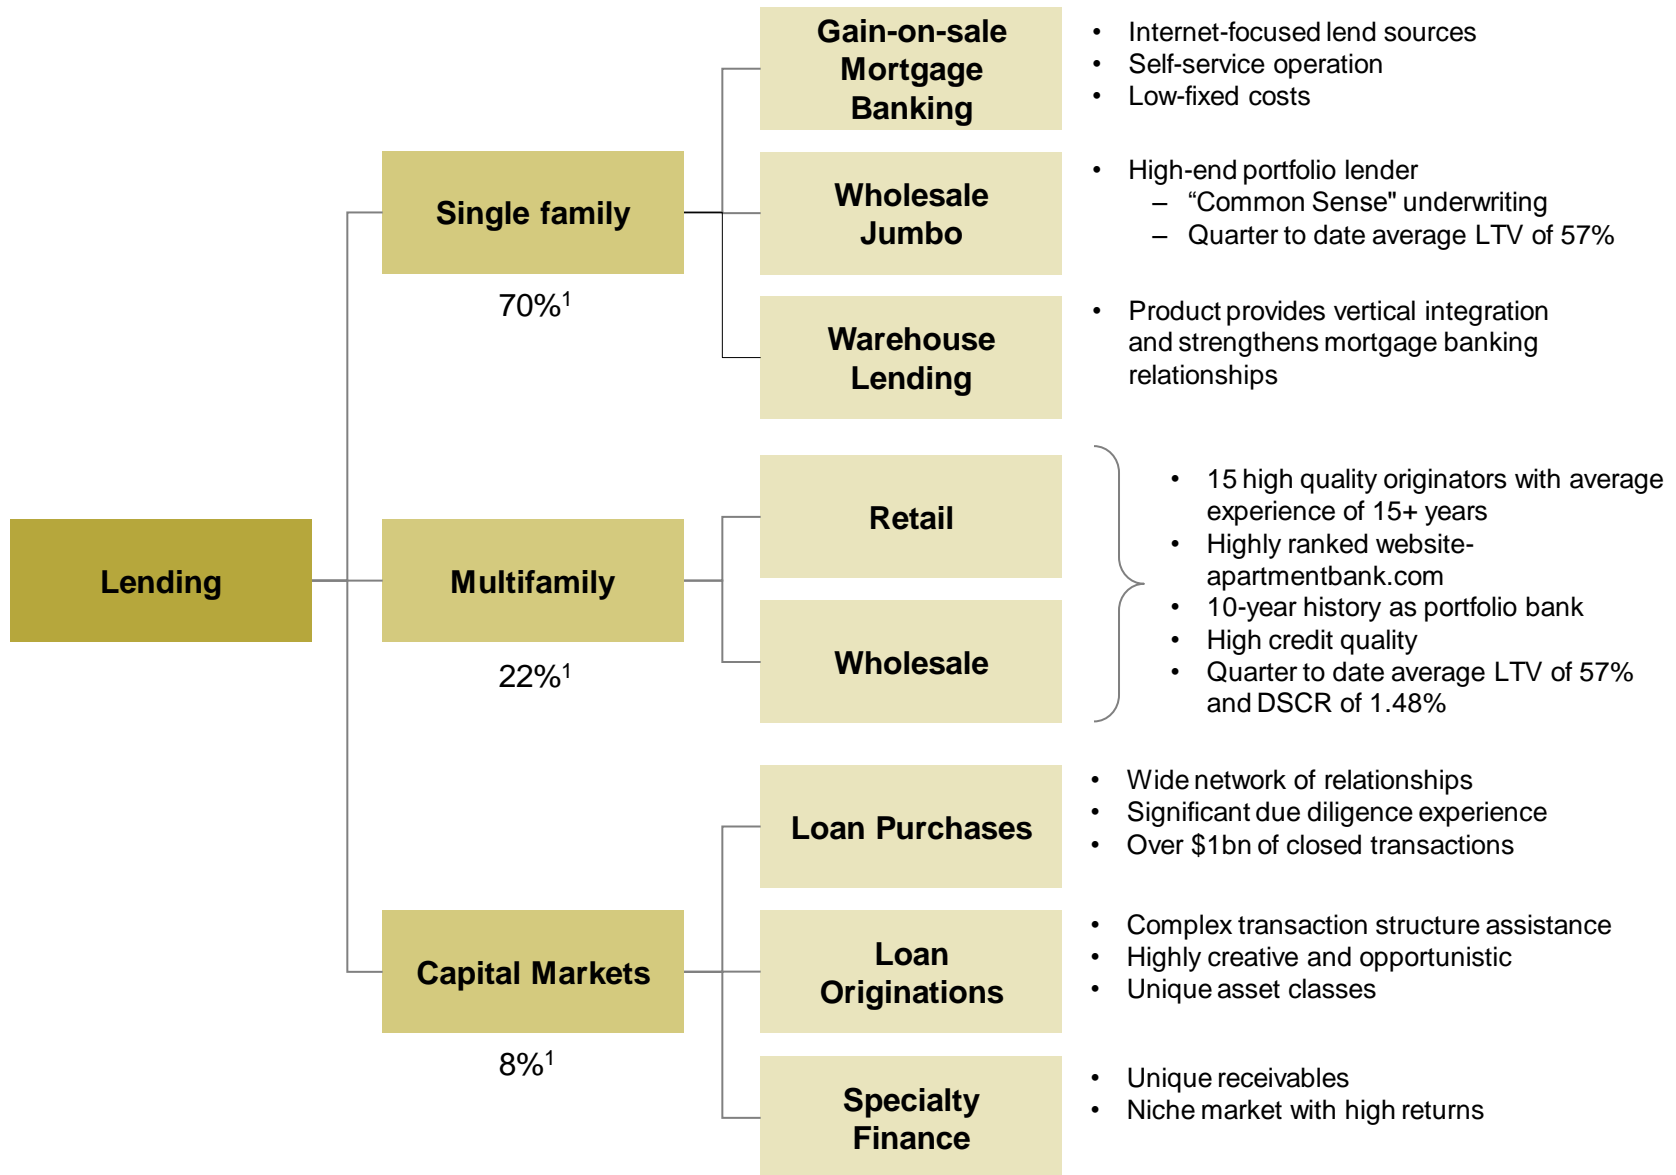 Lending
Single family
70%¹
Gain-on-sale
Mortgage
Banking
• Internet-focused lend sources
• Self-service operation
• Low-fixed costs
Wholesale
Jumbo
• High-end portfolio lender
– “Common Sense" underwriting
– Quarter to date average LTV of 57%
Warehouse
Lending
• Product provides vertical integration
and strengthens mortgage banking
relationships
Multifamily
22%¹
Retail
Wholesale
• 15 high quality originators with average
experience of 15+ years
• Highly ranked website-
apartmentbank.com
• 10-year history as portfolio bank
• High credit quality
• Quarter to date average LTV of 57%
and DSCR of 1.48%
Capital Markets
8%¹
Loan Purchases
• Wide network of relationships
• Significant due diligence experience
• Over $1bn of closed transactions
Loan
Originations
• Complex transaction structure assistance
• Highly creative and opportunistic
• Unique asset classes
Specialty
Finance
• Unique receivables
• Niche market with high returns